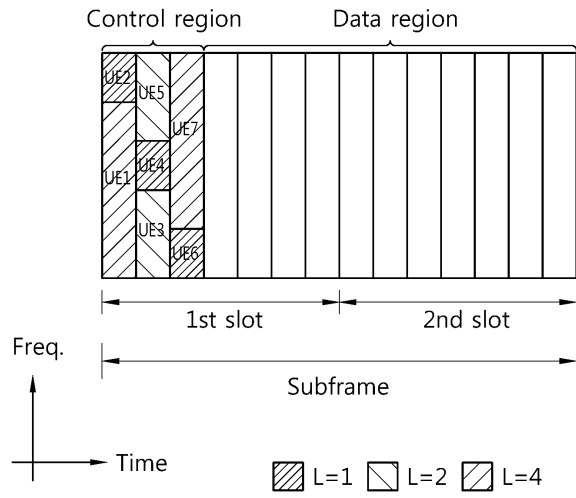 Control region
Data region
UE2
UE5
UE7
UE4
UE1
UE3
UE6
1st slot
2nd slot
Freq.
Subframe
Time
L=1
L=2
L=4